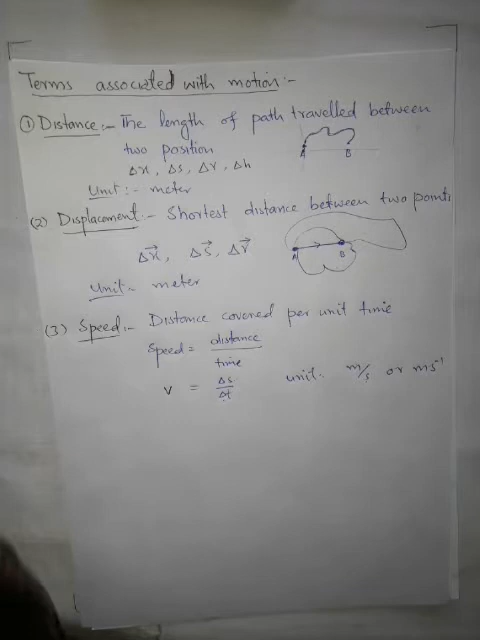 Terms associated with motion:-
① Distance:- The length of path travelled between
two position
Δx, Δs, Δr, Δh
A B
Unit:- meter
(2) Displacement:- Shortest distance between two points
Δx⃗, Δs⃗, Δr⃗
A B
Unit:- meter
(3) Speed:- Distance covered per unit time
Speed = distance / time
v = Δs / Δt unit:- m/s or ms⁻¹